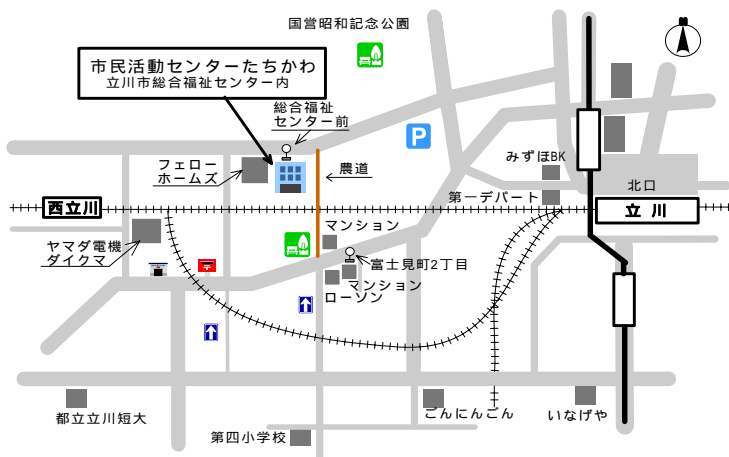 国営昭和記念公園
市民活動センターたちかわ
立川市総合福祉センター内
総合福祉
センター前
P
みずほBK
フェロー
ホームズ
農道
北口
第一デパート
西立川
立川
マンション
ヤマダ電機
ダイクマ
富士見町2丁目
マンション
ローソン
都立立川短大
ごんにんごん
いなげや
第四小学校